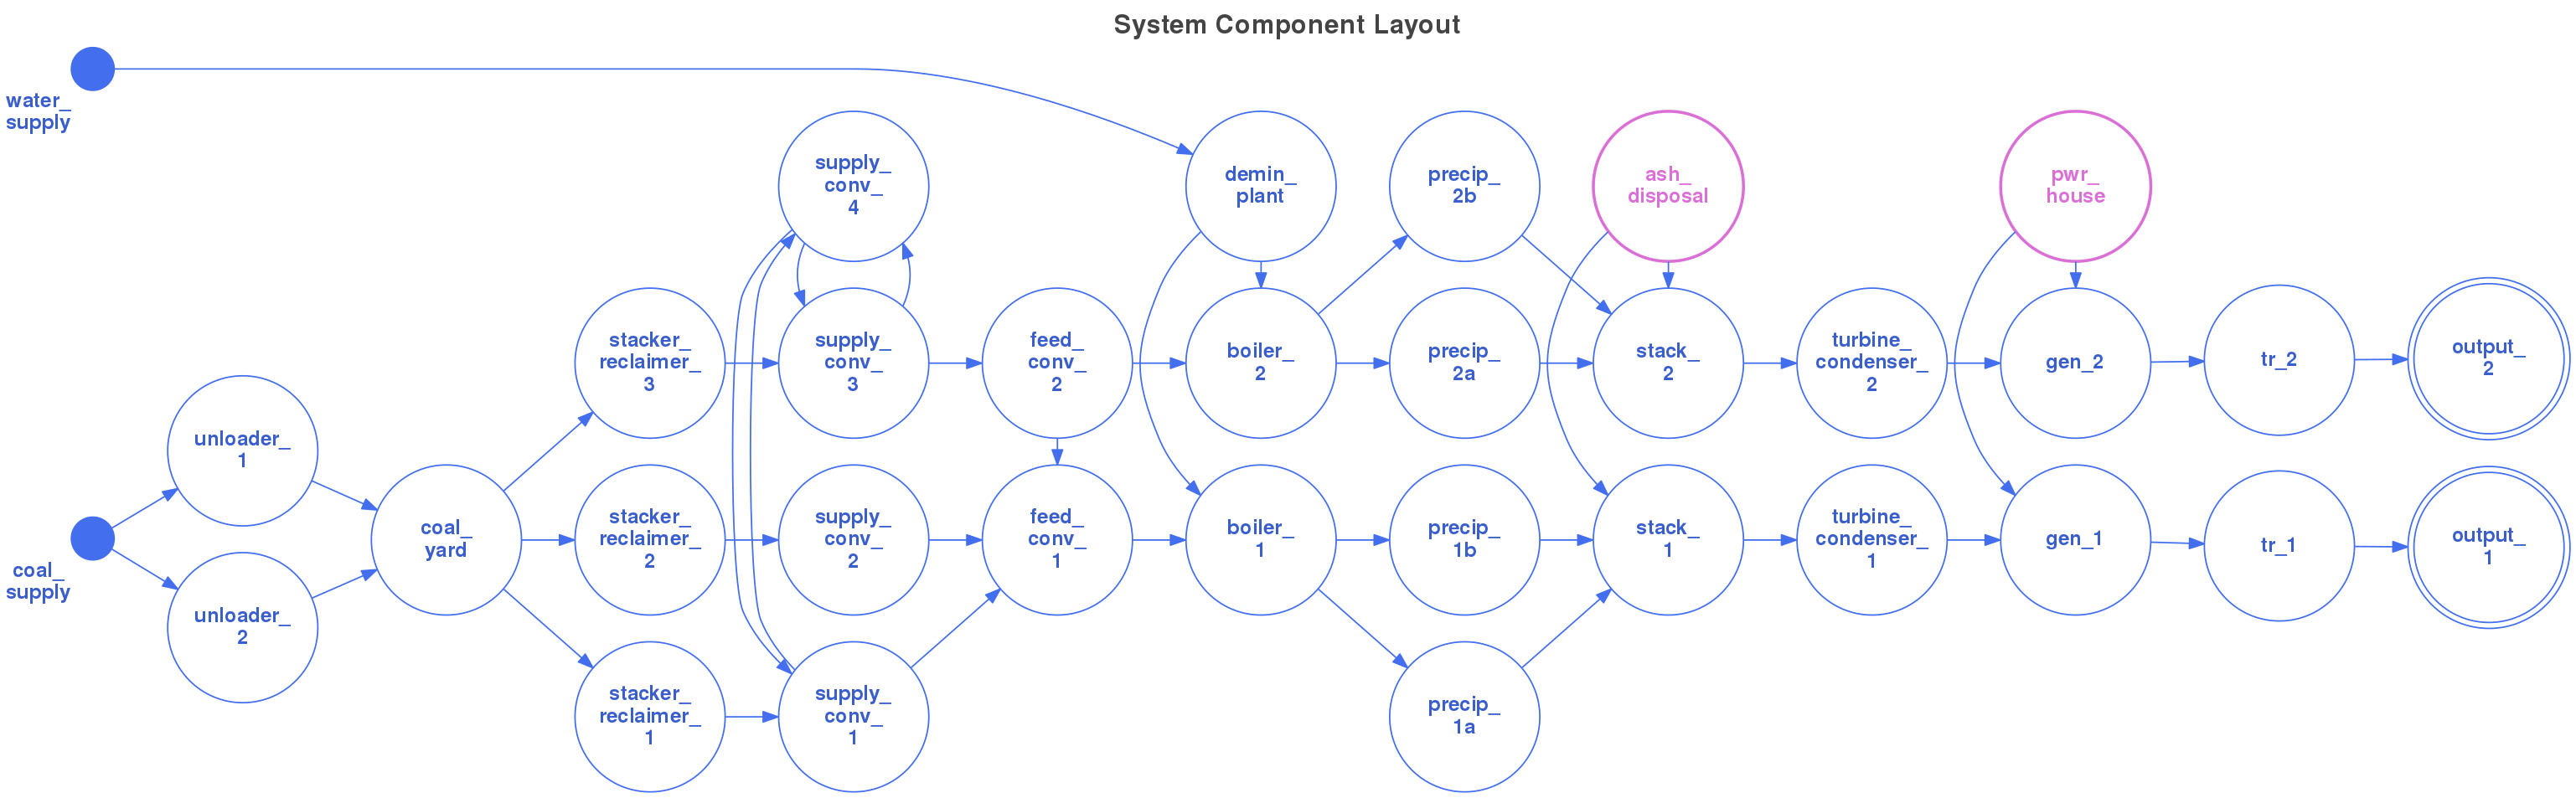 System Component Layout
water_
supply
supply_
conv_
4
demin_
plant
precip_
2b
ash_
disposal
pwr_
house
stacker_
reclaimer_
3
supply_
conv_
3
feed_
conv_
2
boiler_
2
precip_
2a
stack_
2
turbine_
condenser_
2
gen_2
tr_2
output_
2
unloader_
1
coal_
supply
unloader_
2
coal_
yard
stacker_
reclaimer_
2
supply_
conv_
2
feed_
conv_
1
boiler_
1
precip_
1b
stack_
1
turbine_
condenser_
1
gen_1
tr_1
output_
1
stacker_
reclaimer_
1
supply_
conv_
1
precip_
1a